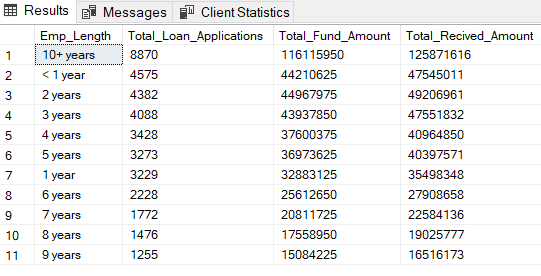 Results Messages Client Statistics
Emp_Length Total_Loan_Applications Total_Fund_Amount Total_Recived_Amount
1 10+ years 8870 116115950 125871616
2 < 1 year 4575 44210625 47545011
3 2 years 4382 44967975 49206961
4 3 years 4088 43937850 47551832
5 4 years 3428 37600375 40964850
6 5 years 3273 36973625 40397571
7 1 year 3229 32883125 35498348
8 6 years 2228 25612650 27908658
9 7 years 1772 20811725 22584136
10 8 years 1476 17558950 19025777
11 9 years 1255 15084225 16516173